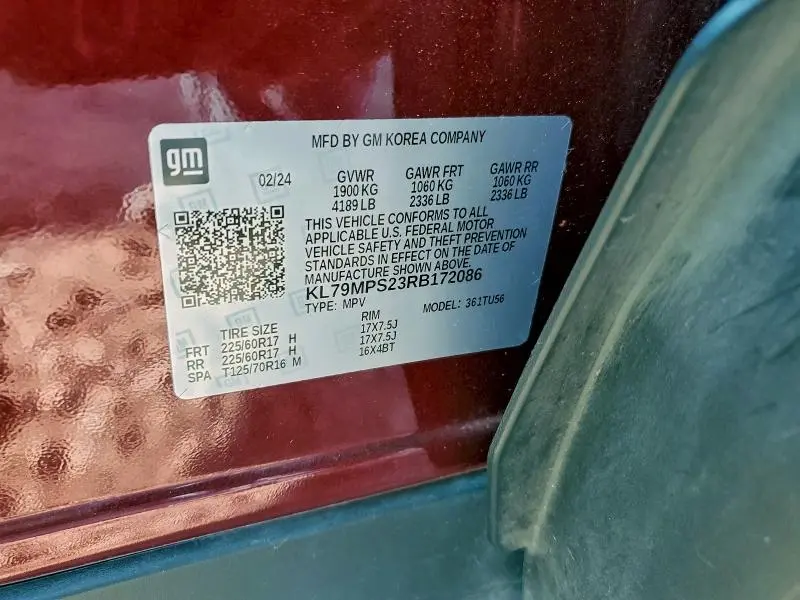 gm
MFD BY GM KOREA COMPANY
02/24 GVWR GAWR FRT GAWR RR
1900 KG 1060 KG 1060 KG
4189 LB 2336 LB 2336 LB
THIS VEHICLE CONFORMS TO ALL
APPLICABLE U.S. FEDERAL MOTOR
VEHICLE SAFETY AND THEFT PREVENTION
STANDARDS IN EFFECT ON THE DATE OF
MANUFACTURE SHOWN ABOVE.
KL79MPS23RB172086
TYPE: MPV MODEL: 361TU56
TIRE SIZE RIM
FRT 225/60R17 H 17X7.5J
RR 225/60R17 H 17X7.5J
SPA T125/70R16 M 16X4BT